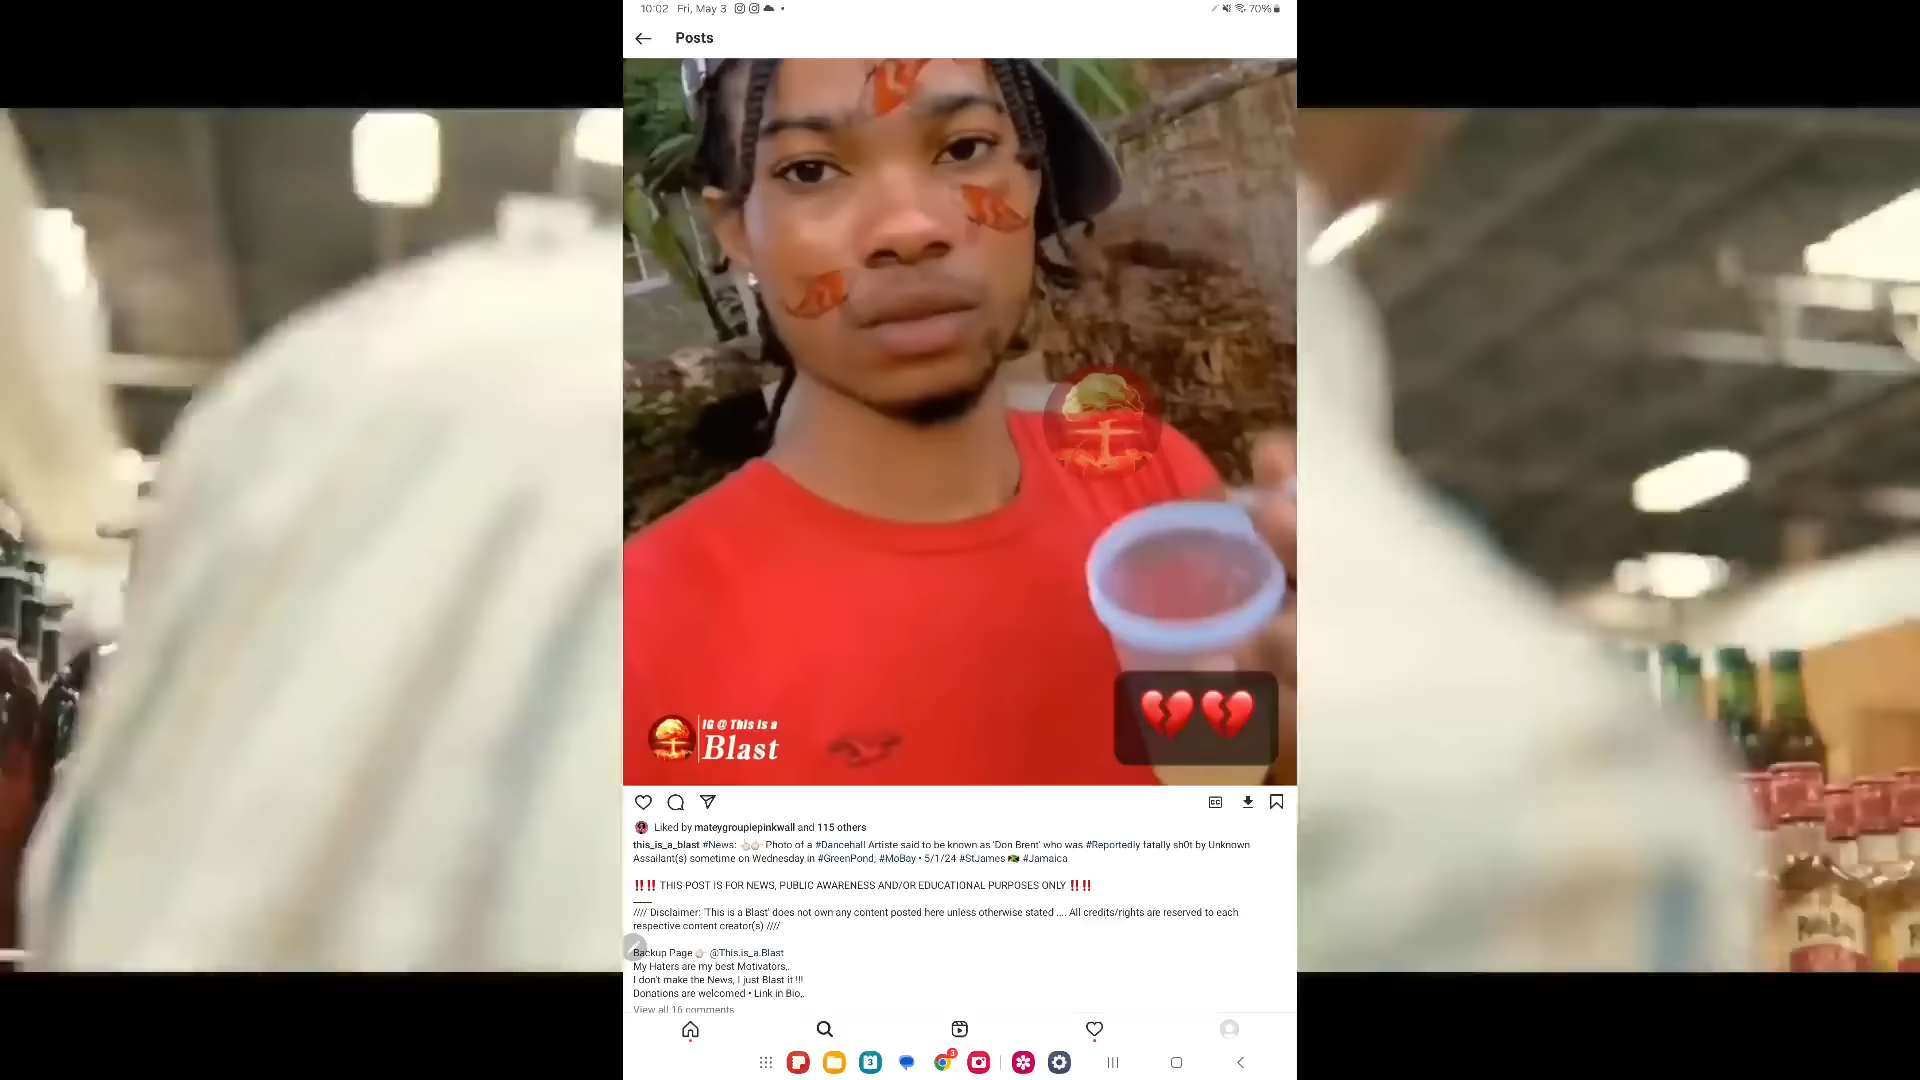 10:02 Fri, May 3
70%
Posts
IG @ This is a
Blast
Liked by mateygroupiepinkwall and 115 others
this_is_a_blast #News: Photo of a #Dancehall Artiste said to be known as 'Don Brent' who was #Reportedly fatally sh0t by Unknown
Assailant(s) sometime on Wednesday in #GreenPond, #MoBay • 5/1/24 #StJames 🇯🇲 #Jamaica
‼️‼️ THIS POST IS FOR NEWS, PUBLIC AWARENESS AND/OR EDUCATIONAL PURPOSES ONLY ‼️‼️
//// Disclaimer: 'This is a Blast' does not own any content posted here unless otherwise stated .... All credits/rights are reserved to each
respective content creator(s) ////
Backup Page @This.is_a.Blast
My Haters are my best Motivators,.
I don't make the News, I just Blast it !!!
Donations are welcomed • Link in Bio,.
View all 16 comments
3
3